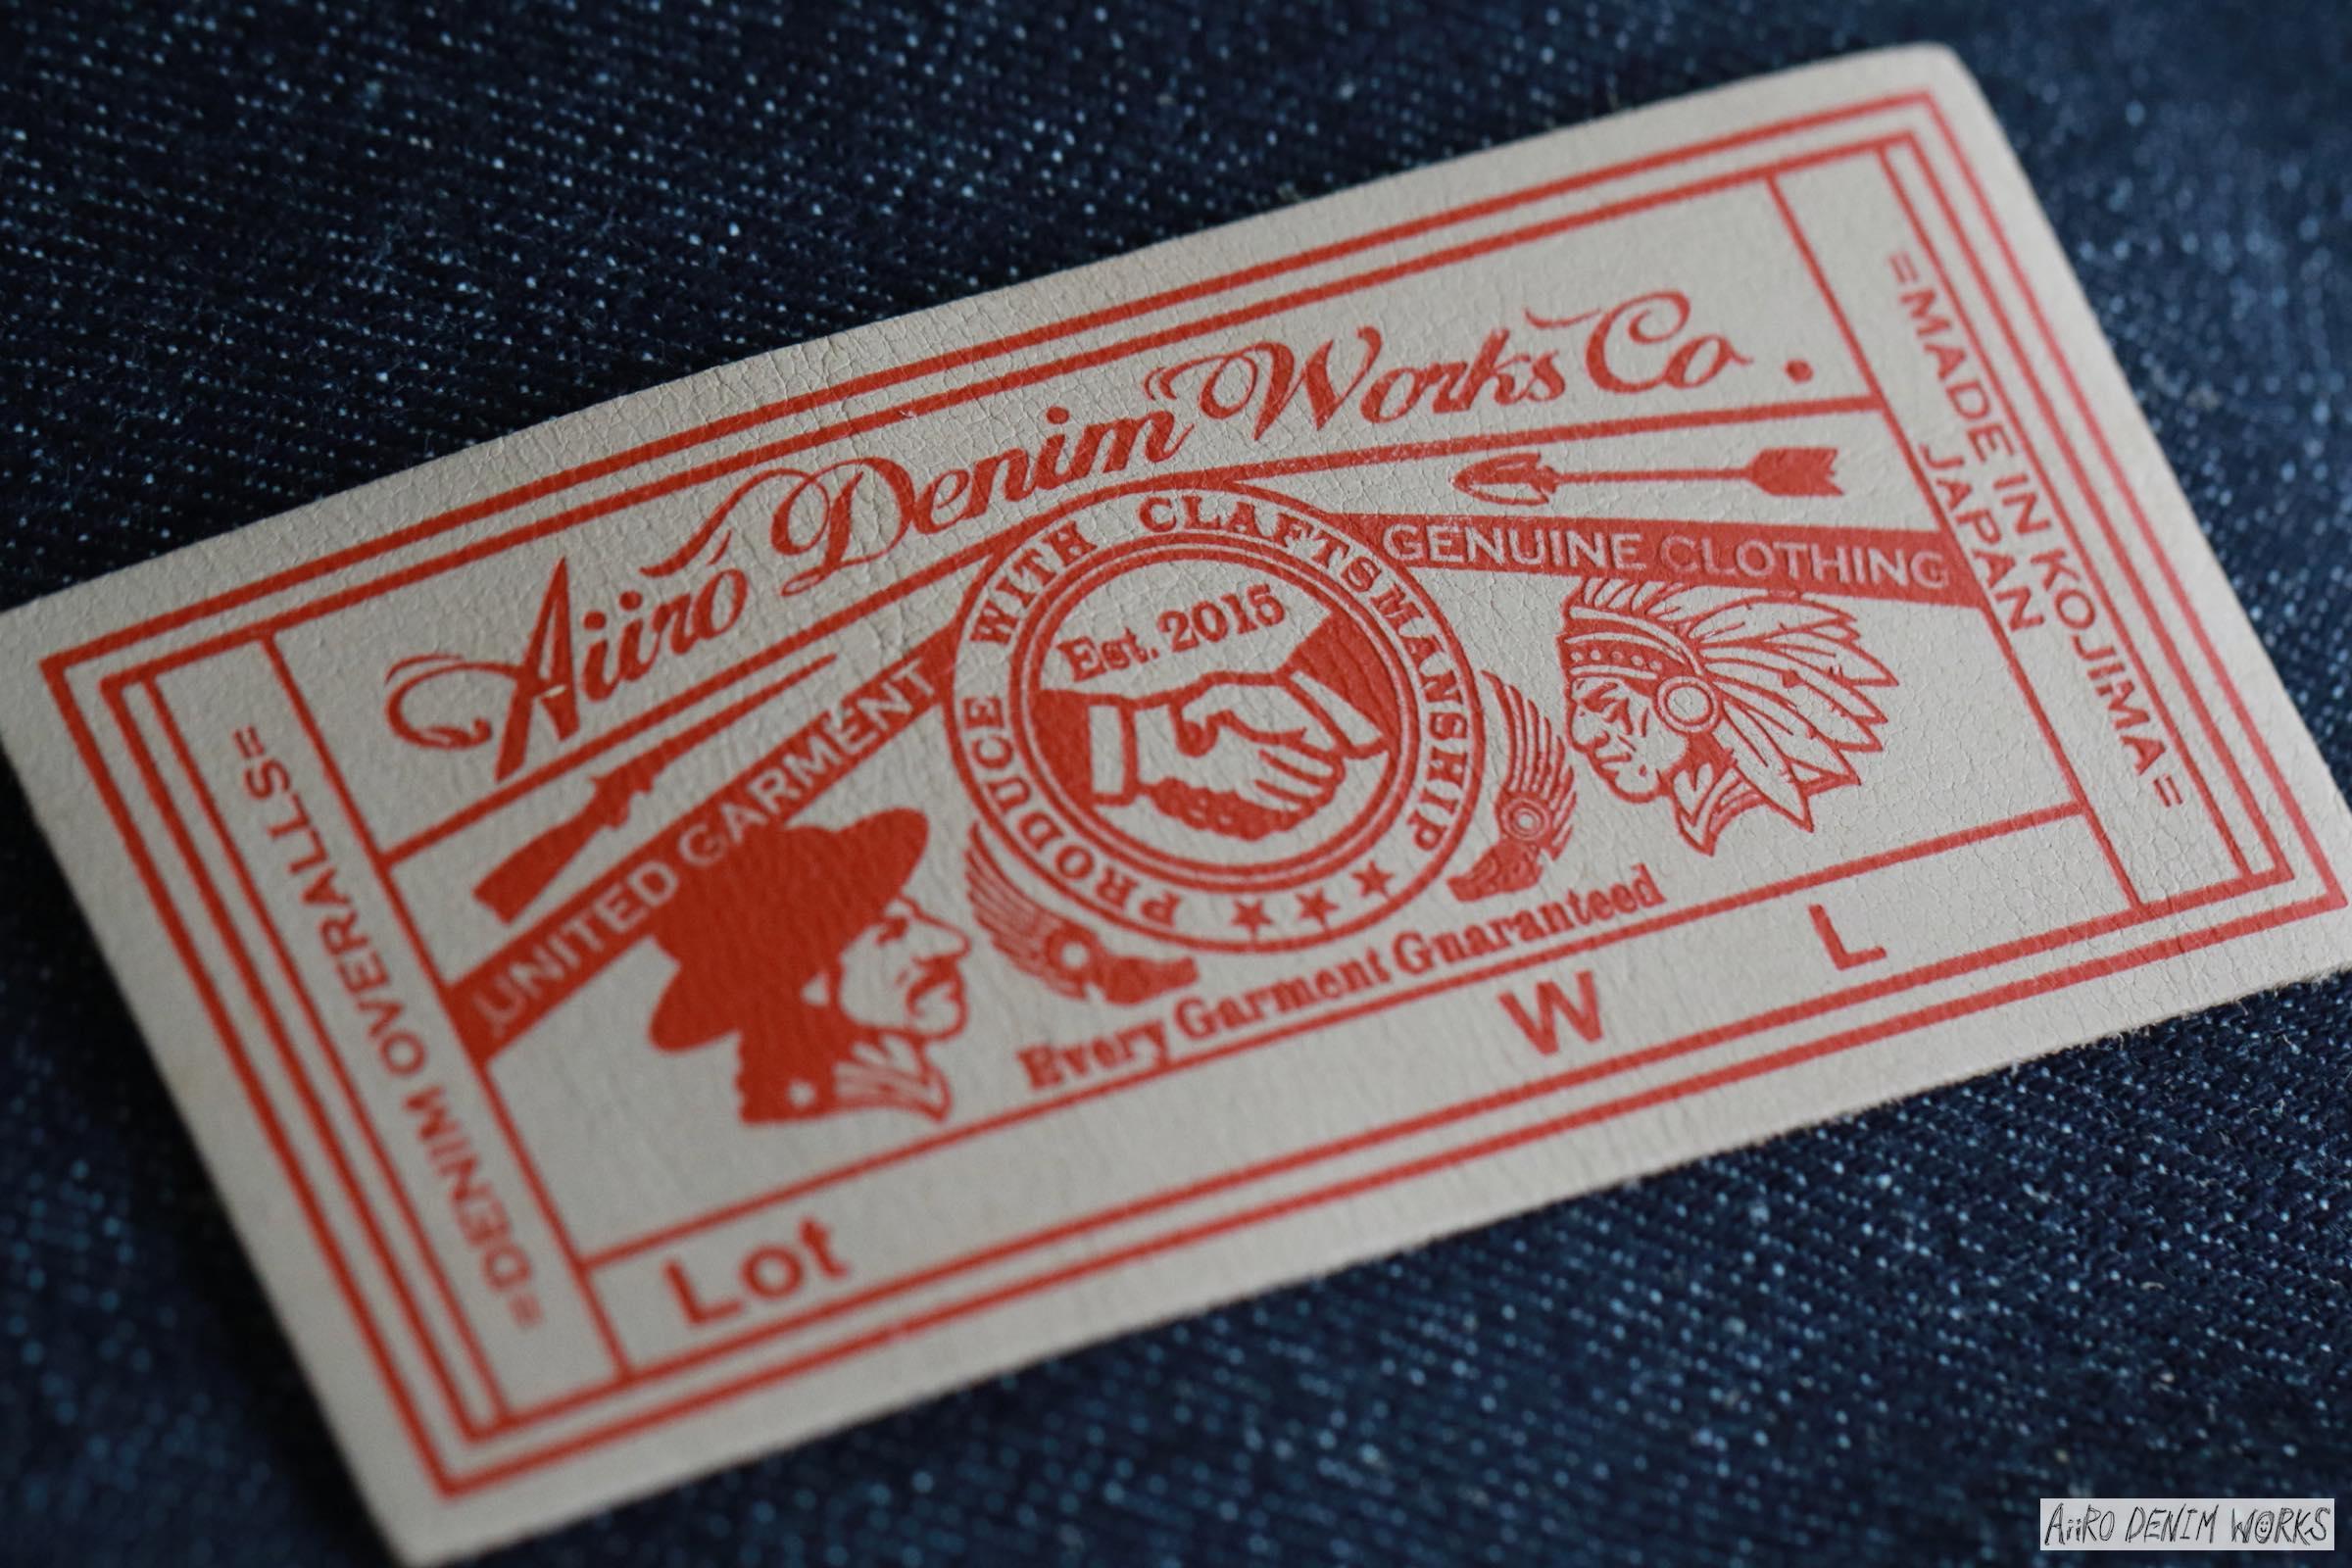 Aiiro Denim Works Co.
=MADE IN KOJIMA=
JAPAN
=DENIM OVERALLS=
UNITED GARMENT
GENUINE CLOTHING
PRODUCE WITH CLAFTSMANSHIP
Est. 2015
Every Garment Gnaranteed
Lot
W
L
AiiRO DENIM WORKS